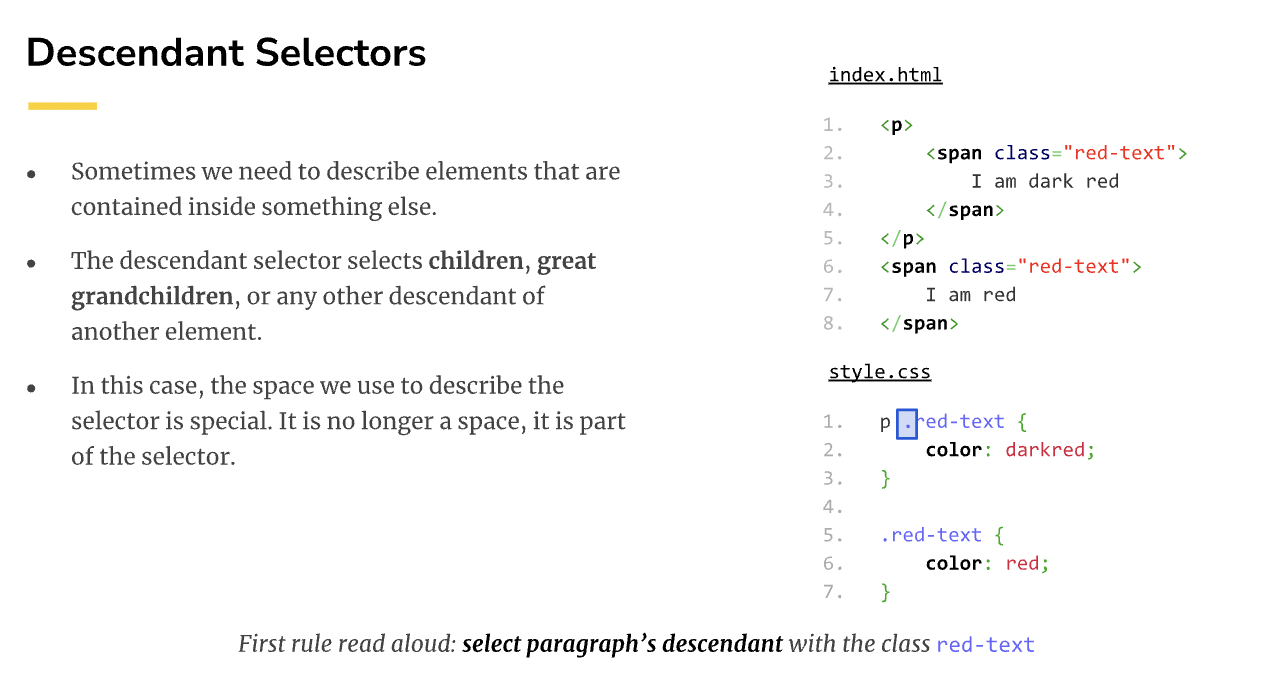 Descendant Selectors
● Sometimes we need to describe elements that are
contained inside something else.
● The descendant selector selects children, great
grandchildren, or any other descendant of
another element.
● In this case, the space we use to describe the
selector is special. It is no longer a space, it is part
of the selector.
index.html
1. <p>
2.     <span class="red-text">
3.         I am dark red
4.     </span>
5. </p>
6. <span class="red-text">
7.     I am red
8. </span>
style.css
1. p .red-text {
2.     color: darkred;
3. }
4.
5. .red-text {
6.     color: red;
7. }
First rule read aloud: select paragraph’s descendant with the class red-text